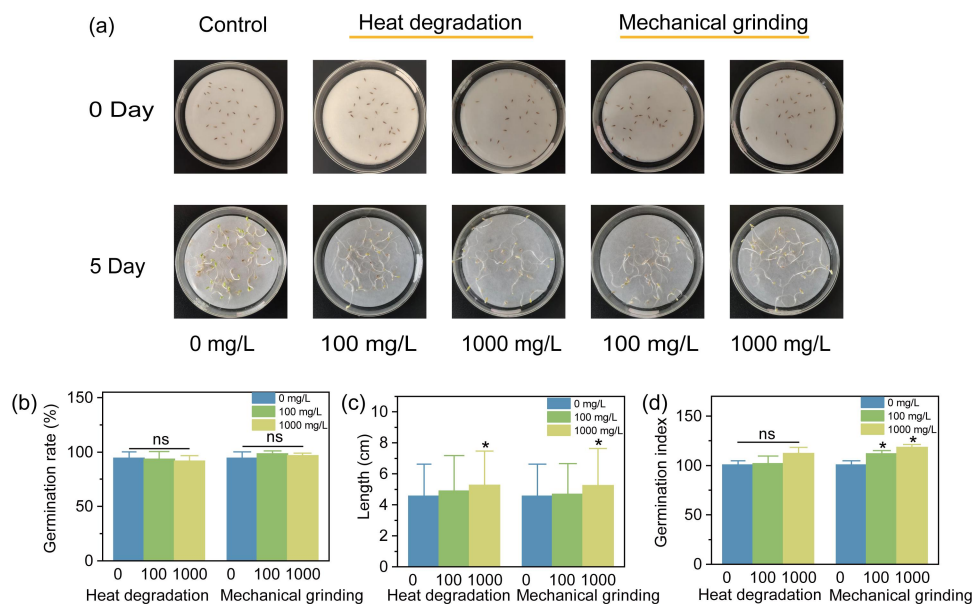 (a) Control Heat degradation Mechanical grinding
0 Day
5 Day
0 mg/L 100 mg/L 1000 mg/L 100 mg/L 1000 mg/L
(b)
Germination rate (%)
150
100
50
0
0 mg/L
100 mg/L
1000 mg/L
ns ns
0 100 1000 0 100 1000
Heat degradation Mechanical grinding
(c)
Length (cm)
12
10
8
6
4
2
0
0 mg/L
100 mg/L
1000 mg/L
* *
0 100 1000 0 100 1000
Heat degradation Mechanical grinding
(d)
Germination index
150
100
50
0
0 mg/L
100 mg/L
1000 mg/L
ns * *
0 100 1000 0 100 1000
Heat degradation Mechanical grinding